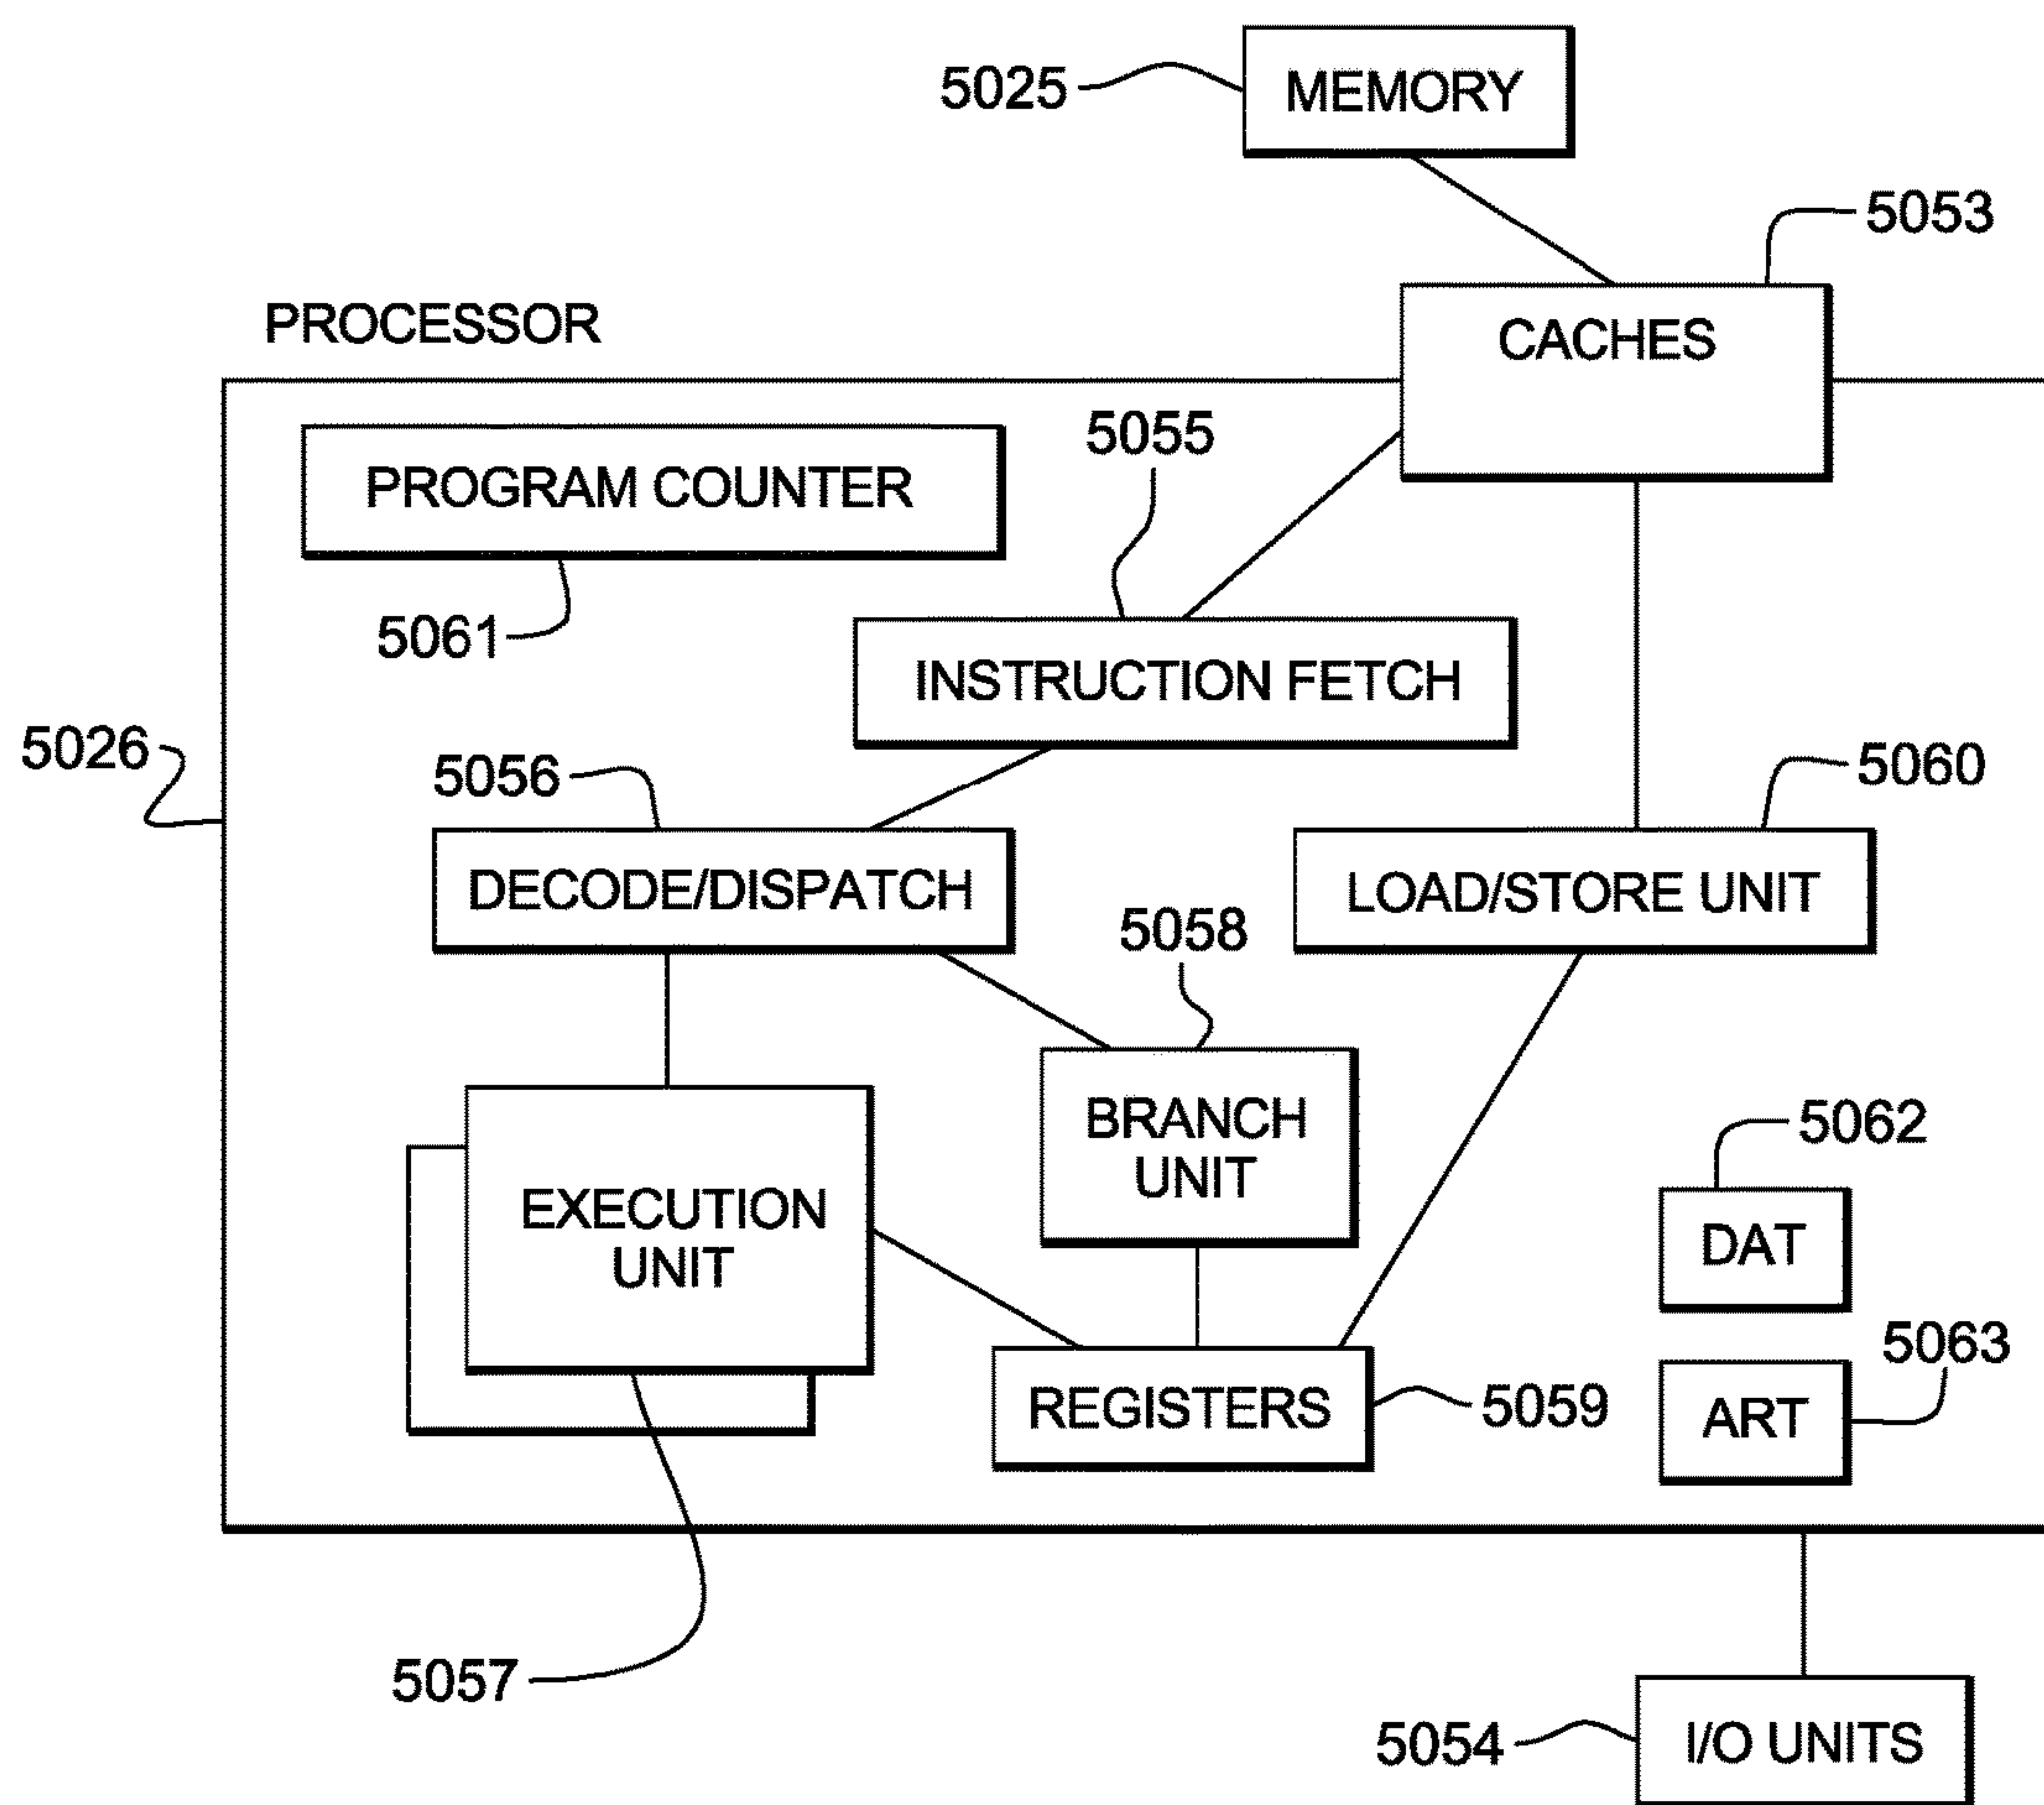 MEMORY
5025
5053
CACHES
PROCESSOR
5055
PROGRAM COUNTER
5061
INSTRUCTION FETCH
5026
5056
5060
DECODE/DISPATCH
LOAD/STORE UNIT
5058
BRANCH
UNIT
5062
EXECUTION
UNIT
DAT
5063
REGISTERS
5059
ART
5057
5054
I/O UNITS